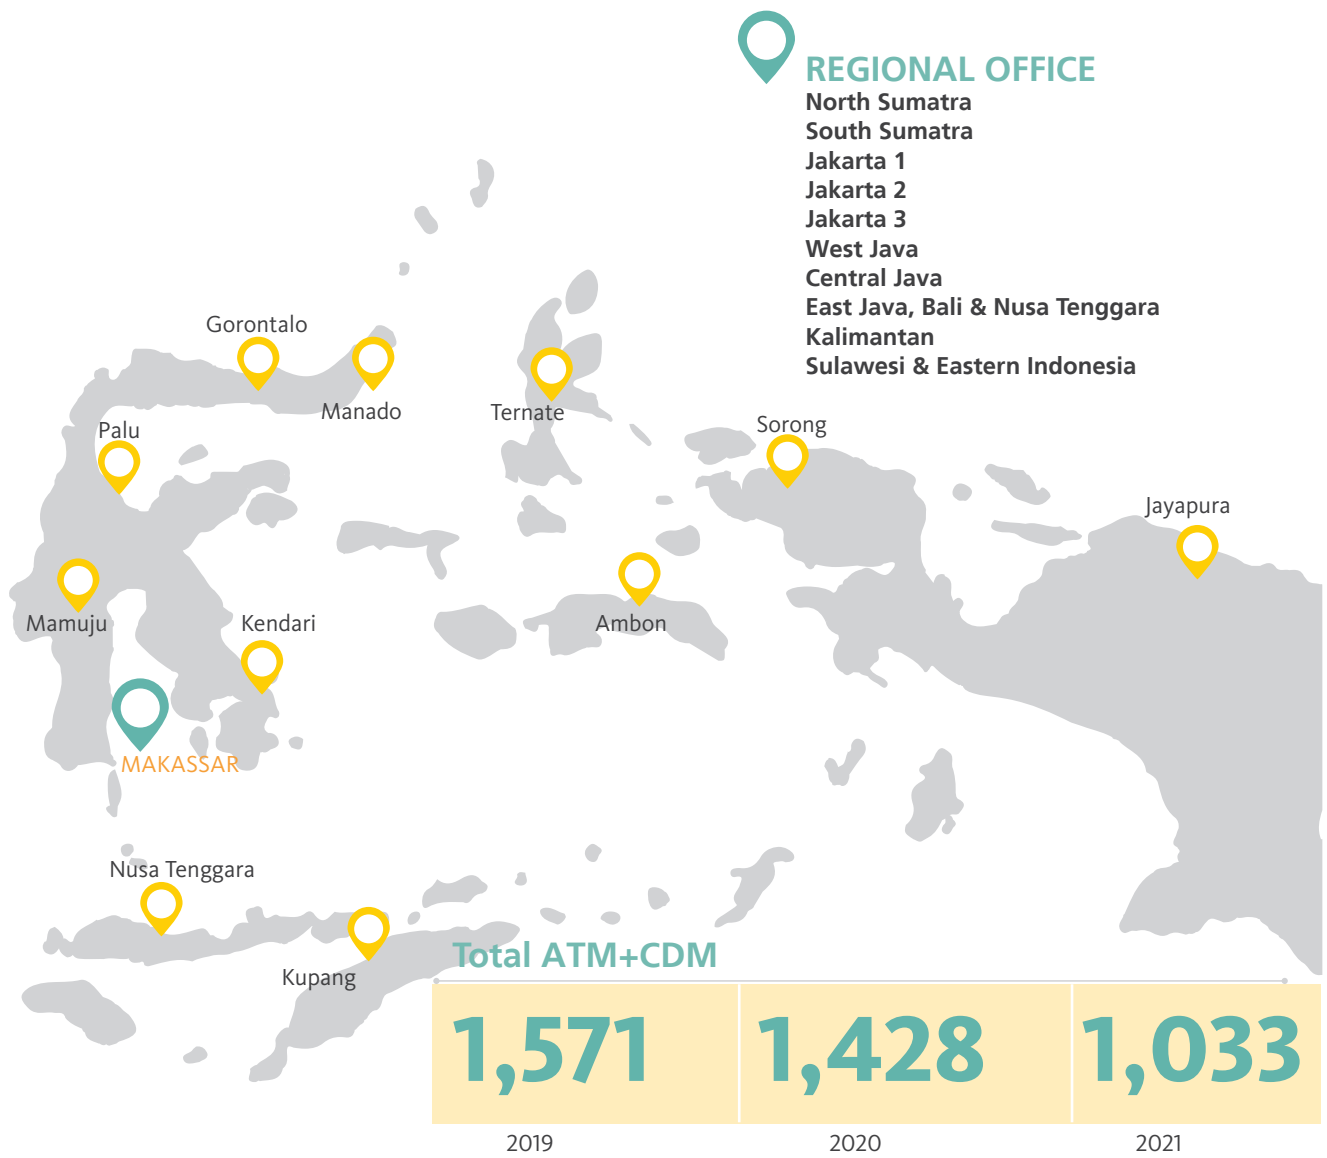 REGIONAL OFFICE
North Sumatra
South Sumatra
Jakarta 1
Jakarta 2
Jakarta 3
West Java
Central Java
East Java, Bali & Nusa Tenggara
Kalimantan
Sulawesi & Eastern Indonesia
Gorontalo
Manado
Ternate
Palu
Sorong
Jayapura
Mamuju
Kendari
Ambon
MAKASSAR
Nusa Tenggara
Kupang
Total ATM+CDM
1,571 1,428 1,033
2019 2020 2021